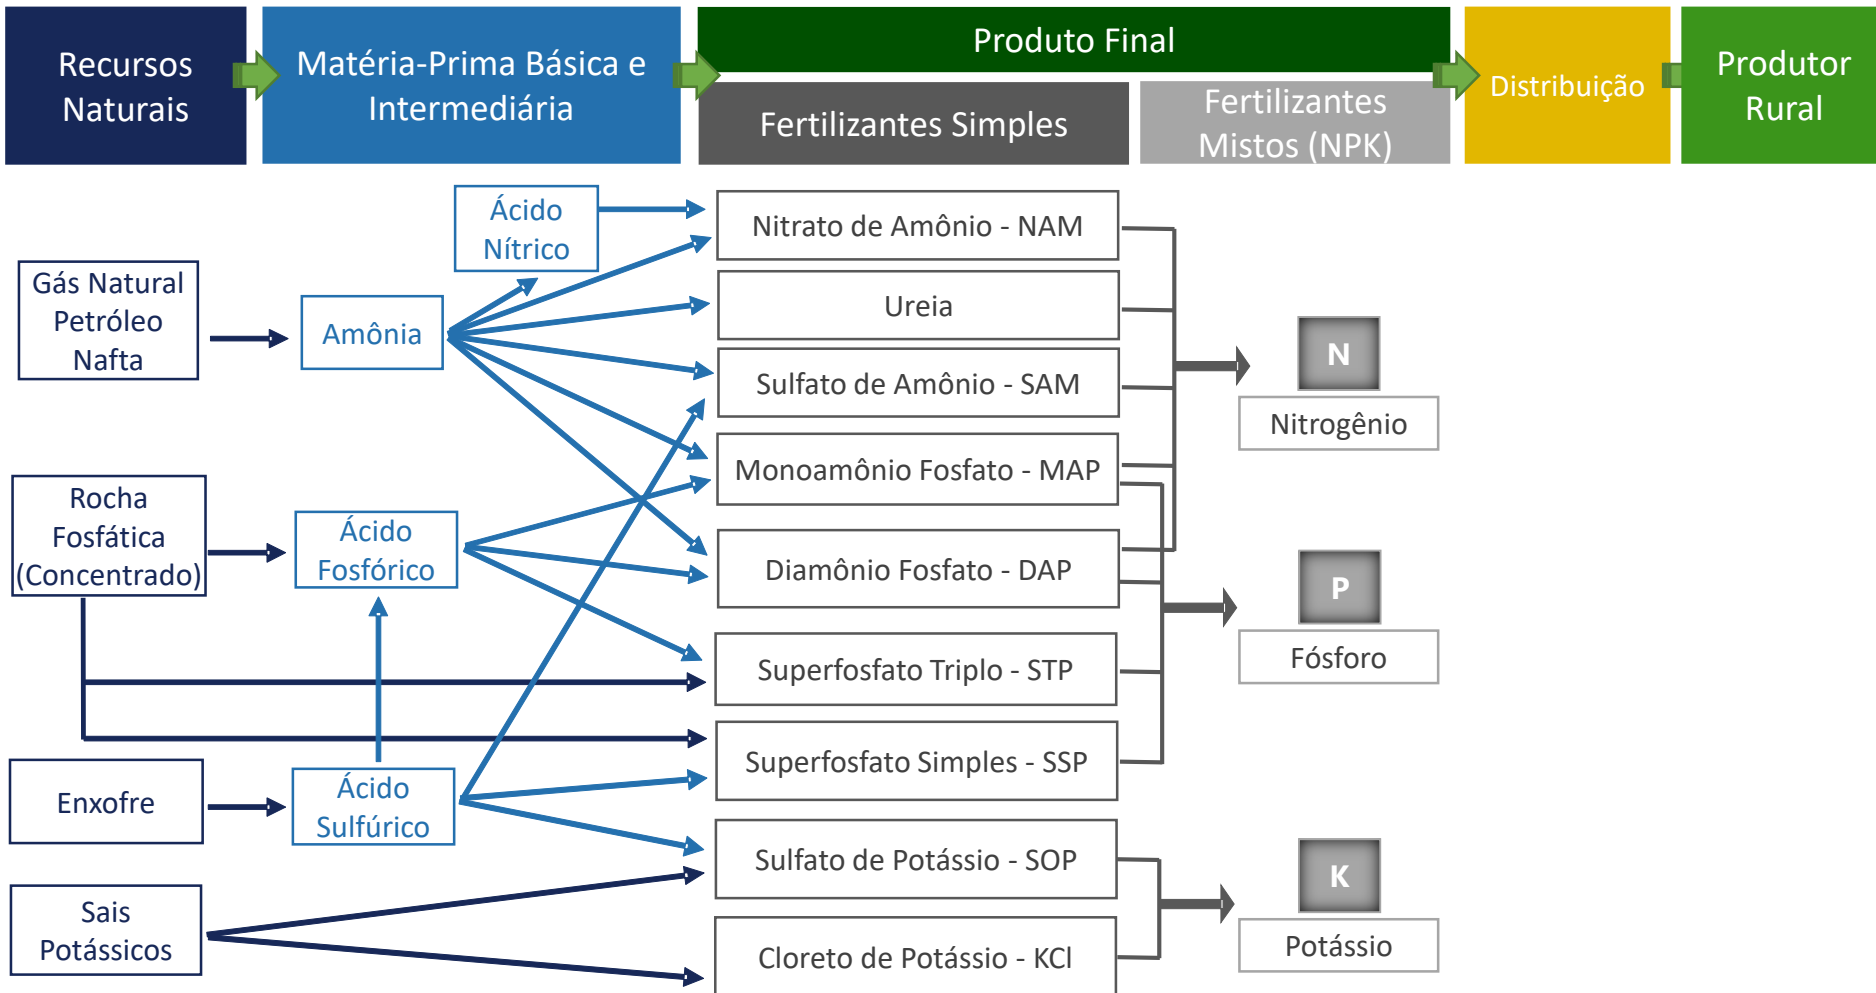 Recursos
Naturais
Matéria-Prima Básica e
Intermediária
Produto Final
Fertilizantes Simples
Fertilizantes
Mistos (NPK)
Distribuição
Produtor
Rural
Gás Natural
Petróleo
Nafta
Rocha
Fosfática
(Concentrado)
Enxofre
Sais
Potássicos
Ácido
Nítrico
Amônia
Ácido
Fosfórico
Ácido
Sulfúrico
Nitrato de Amônio - NAM
Ureia
Sulfato de Amônio - SAM
Monoamônio Fosfato - MAP
Diamônio Fosfato - DAP
Superfosfato Triplo - STP
Superfosfato Simples - SSP
Sulfato de Potássio - SOP
Cloreto de Potássio - KCl
N
Nitrogênio
P
Fósforo
K
Potássio